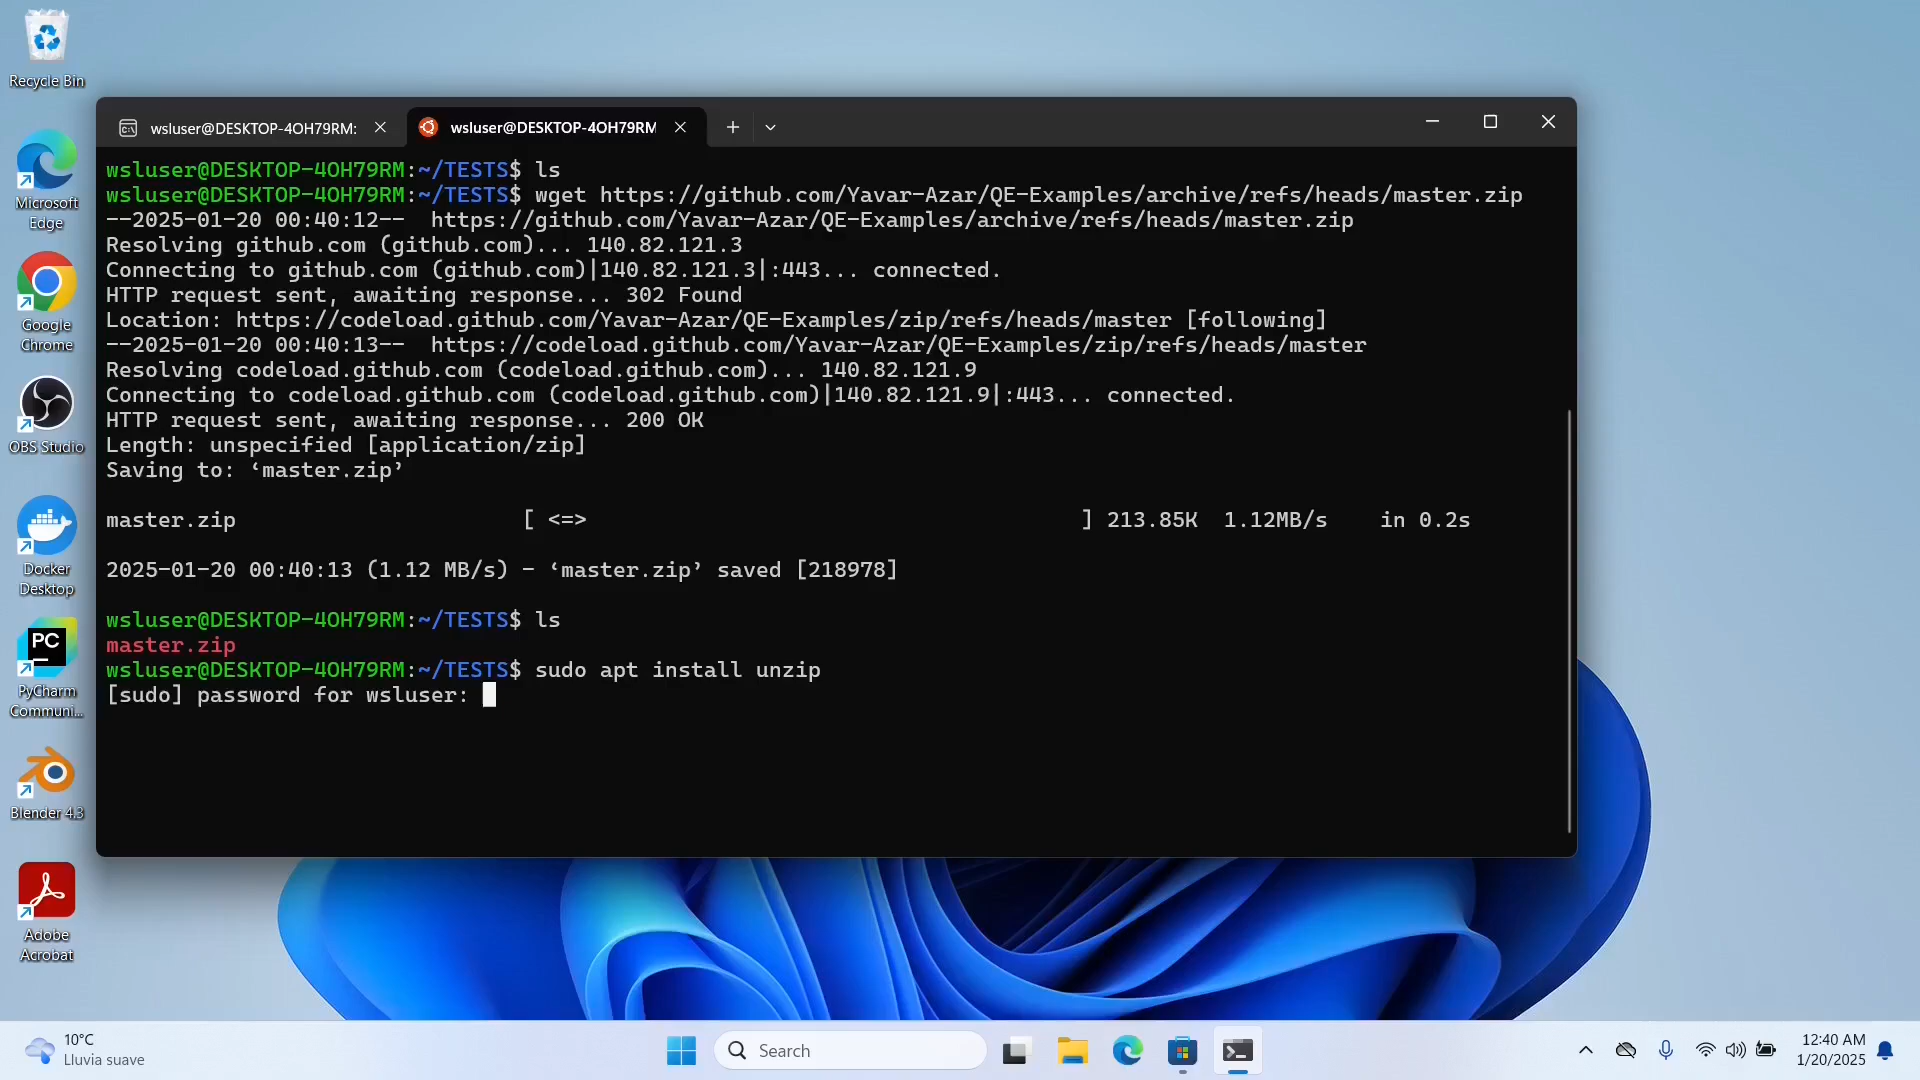 Recycle Bin
Microsoft
Edge
Google
Chrome
OBS Studio
Docker
Desktop
PC
PyCharm
Communi...
Blender 4.3
Adobe
Acrobat
wsluser@DESKTOP-4OH79RM:
wsluser@DESKTOP-4OH79RM
wsluser@DESKTOP-4OH79RM:~/TESTS$ ls
wsluser@DESKTOP-4OH79RM:~/TESTS$ wget https://github.com/Yavar-Azar/QE-Examples/archive/refs/heads/master.zip
--2025-01-20 00:40:12--  https://github.com/Yavar-Azar/QE-Examples/archive/refs/heads/master.zip
Resolving github.com (github.com)... 140.82.121.3
Connecting to github.com (github.com)|140.82.121.3|:443... connected.
HTTP request sent, awaiting response... 302 Found
Location: https://codeload.github.com/Yavar-Azar/QE-Examples/zip/refs/heads/master [following]
--2025-01-20 00:40:13--  https://codeload.github.com/Yavar-Azar/QE-Examples/zip/refs/heads/master
Resolving codeload.github.com (codeload.github.com)... 140.82.121.9
Connecting to codeload.github.com (codeload.github.com)|140.82.121.9|:443... connected.
HTTP request sent, awaiting response... 200 OK
Length: unspecified [application/zip]
Saving to: ‘master.zip’
master.zip [ <=> ] 213.85K 1.12MB/s in 0.2s
2025-01-20 00:40:13 (1.12 MB/s) - ‘master.zip’ saved [218978]
wsluser@DESKTOP-4OH79RM:~/TESTS$ ls
master.zip
wsluser@DESKTOP-4OH79RM:~/TESTS$ sudo apt install unzip
[sudo] password for wsluser:
10°C
Lluvia suave
Search
12:40 AM
1/20/2025